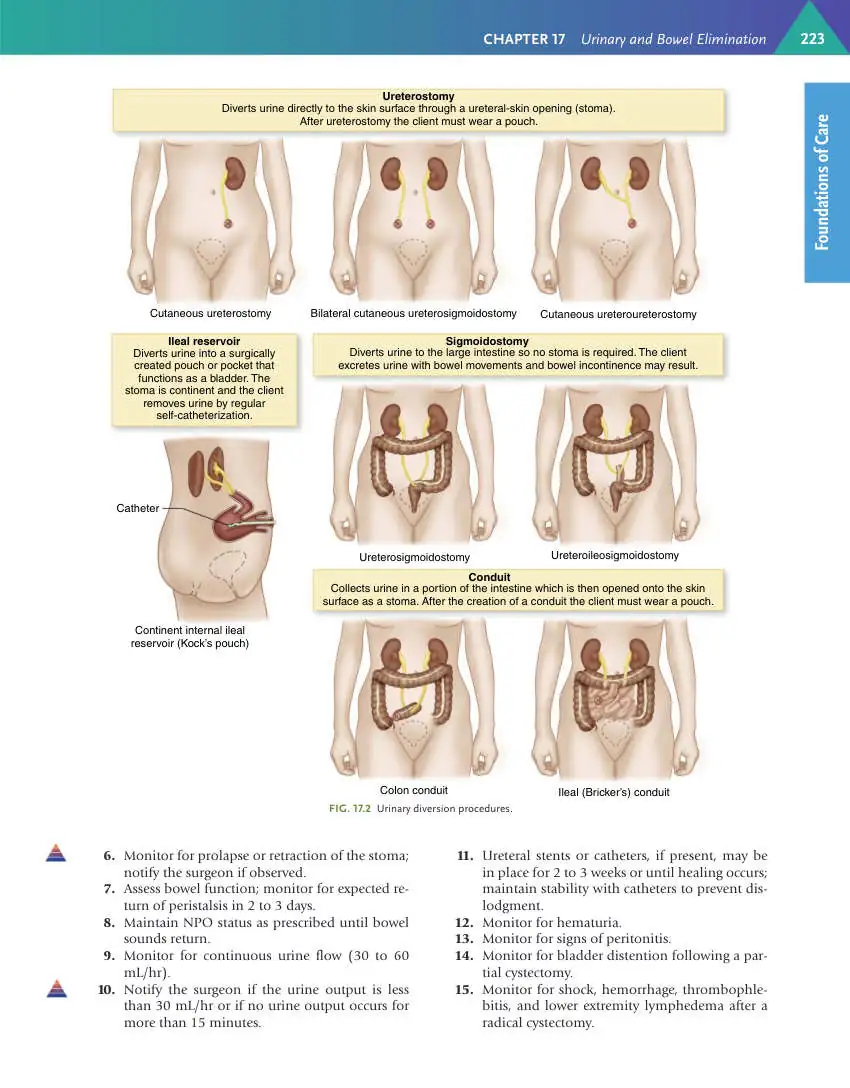 CHAPTER 17 Urinary and Bowel Elimination 223
Foundations of Care
Ureterostomy
Diverts urine directly to the skin surface through a ureteral-skin opening (stoma).
After ureterostomy the client must wear a pouch.
Cutaneous ureterostomy
Bilateral cutaneous ureterosigmoidostomy
Cutaneous ureteroureterostomy
Ileal reservoir
Diverts urine into a surgically
created pouch or pocket that
functions as a bladder. The
stoma is continent and the client
removes urine by regular
self-catheterization.
Catheter
Continent internal ileal
reservoir (Kock's pouch)
Sigmoidostomy
Diverts urine to the large intestine so no stoma is required. The client
excretes urine with bowel movements and bowel incontinence may result.
Ureterosigmoidostomy
Ureteroileosigmoidostomy
Conduit
Collects urine in a portion of the intestine which is then opened onto the skin
surface as a stoma. After the creation of a conduit the client must wear a pouch.
Colon conduit
Ileal (Bricker's) conduit
FIG. 17.2 Urinary diversion procedures.
6. Monitor for prolapse or retraction of the stoma;
notify the surgeon if observed.
7. Assess bowel function; monitor for expected re-
turn of peristalsis in 2 to 3 days.
8. Maintain NPO status as prescribed until bowel
sounds return.
9. Monitor for continuous urine flow (30 to 60
mL/hr).
10. Notify the surgeon if the urine output is less
than 30 mL/hr or if no urine output occurs for
more than 15 minutes.
11. Ureteral stents or catheters, if present, may be
in place for 2 to 3 weeks or until healing occurs;
maintain stability with catheters to prevent dis-
lodgment.
12. Monitor for hematuria.
13. Monitor for signs of peritonitis.
14. Monitor for bladder distention following a par-
tial cystectomy.
15. Monitor for shock, hemorrhage, thrombophle-
bitis, and lower extremity lymphedema after a
radical cystectomy.